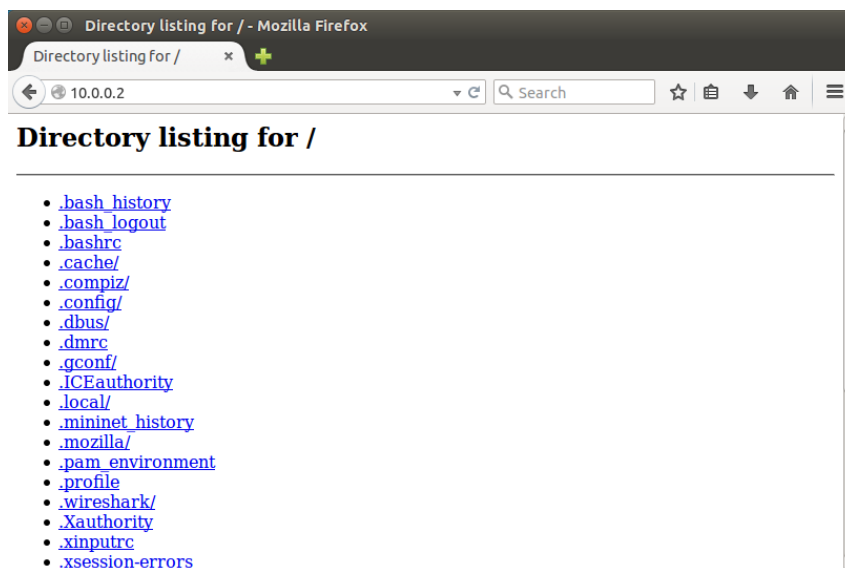 Directory listing for / - Mozilla Firefox
Directory listing for /
10.0.0.2
Search
Directory listing for /
.bash_history
.bash_logout
.bashrc
.cache/
.compiz/
.config/
.dbus/
.dmrc
.gconf/
.ICEauthority
.local/
.mininet_history
.mozilla/
.pam_environment
.profile
.wireshark/
.Xauthority
.xinputrc
.xsession-errors